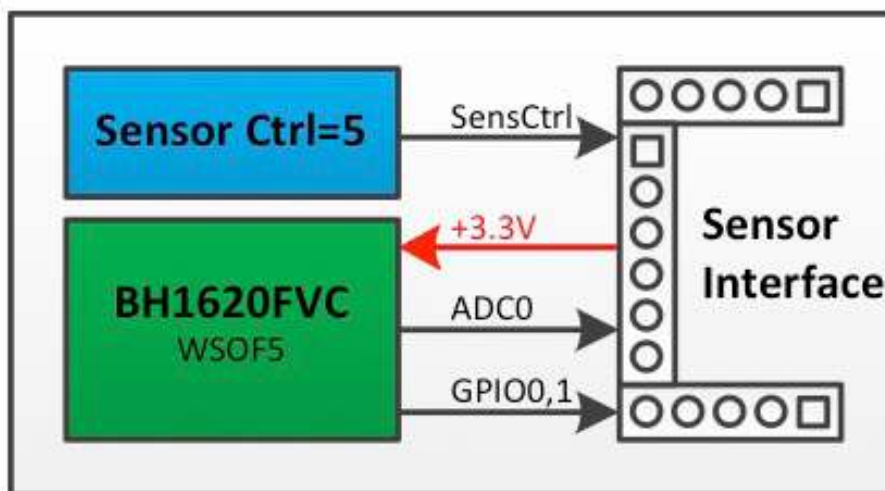 Sensor Ctrl=5
SensCtrl
+3.3V
BH1620FVC
WSOF5
ADC0
GPIO0,1
Sensor
Interface